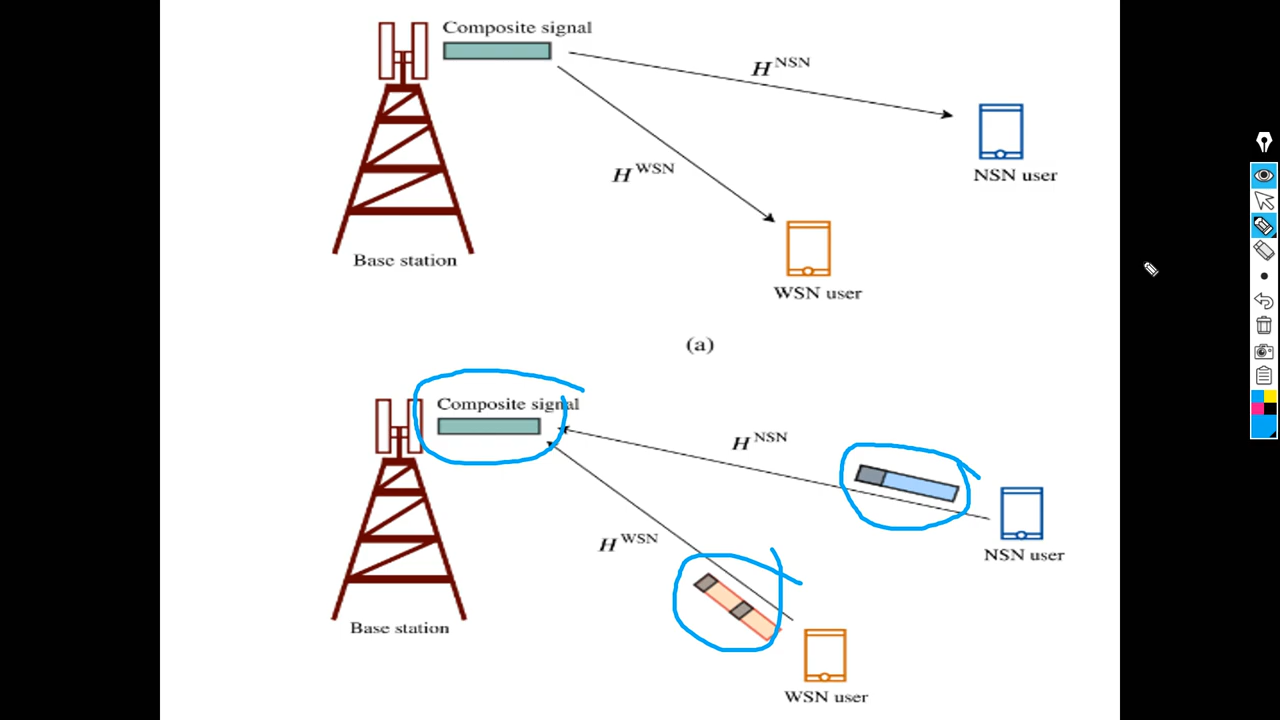 Composite signal
H^NSN
NSN user
H^WSN
WSN user
Base station
(a)
Composite signal
H^NSN
NSN user
H^WSN
WSN user
Base station